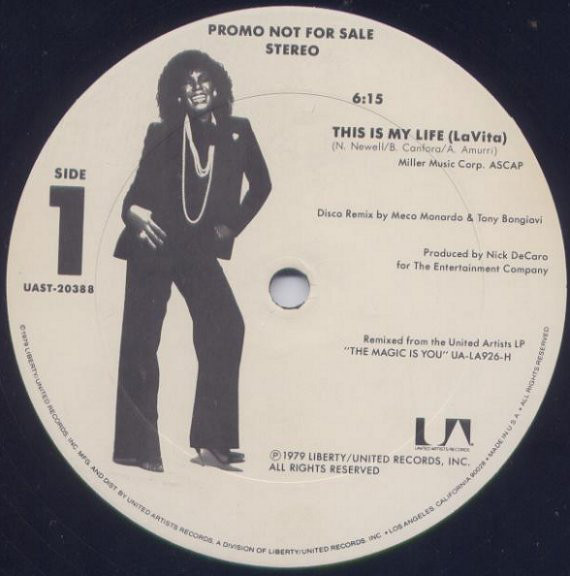 PROMO NOT FOR SALE
STEREO
6:15
THIS IS MY LIFE (LaVita)
(N. Newell/B. Canfora/A. Amurri)
Miller Music Corp. ASCAP
SIDE
1
UAST-20388
Disco Remix by Meco Monardo & Tony Bongiavi
Produced by Nick DeCaro
for The Entertainment Company
Remixed from the United Artists LP
"THE MAGIC IS YOU" UA-LA926-H
UA
UNITED ARTISTS RECORDS
℗1979 LIBERTY/UNITED RECORDS, INC.
ALL RIGHTS RESERVED
©1979 LIBERTY/UNITED RECORDS, INC. MFG. AND DIST. BY UNITED ARTISTS RECORDS, A DIVISION OF LIBERTY/UNITED RECORDS, INC. • LOS ANGELES, CALIFORNIA 90028 • MADE IN U.S.A. • ALL RIGHTS RESERVED